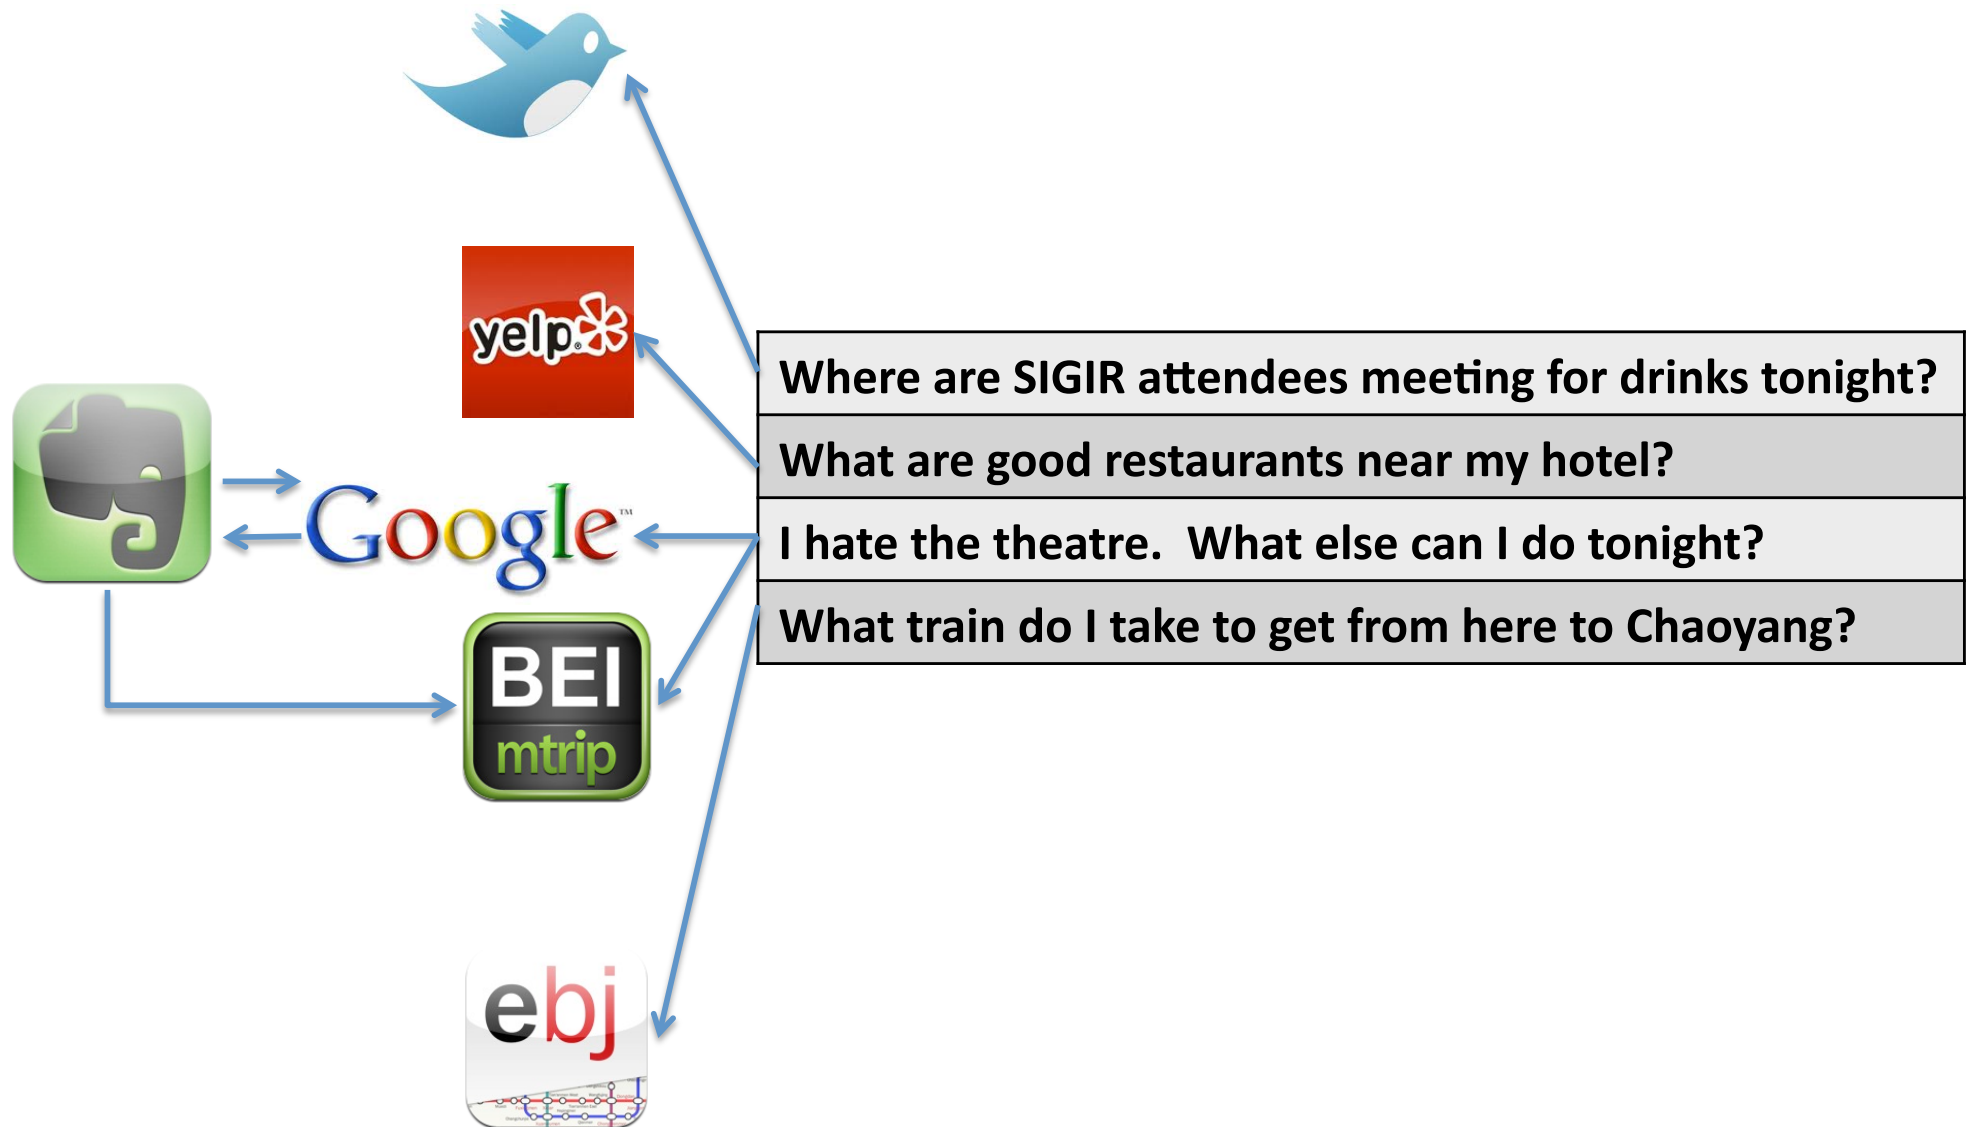 yelp
Where are SIGIR attendees meeting for drinks tonight?
What are good restaurants near my hotel?
Google™
I hate the theatre.  What else can I do tonight?
What train do I take to get from here to Chaoyang?
BEI
mtrip
ebj